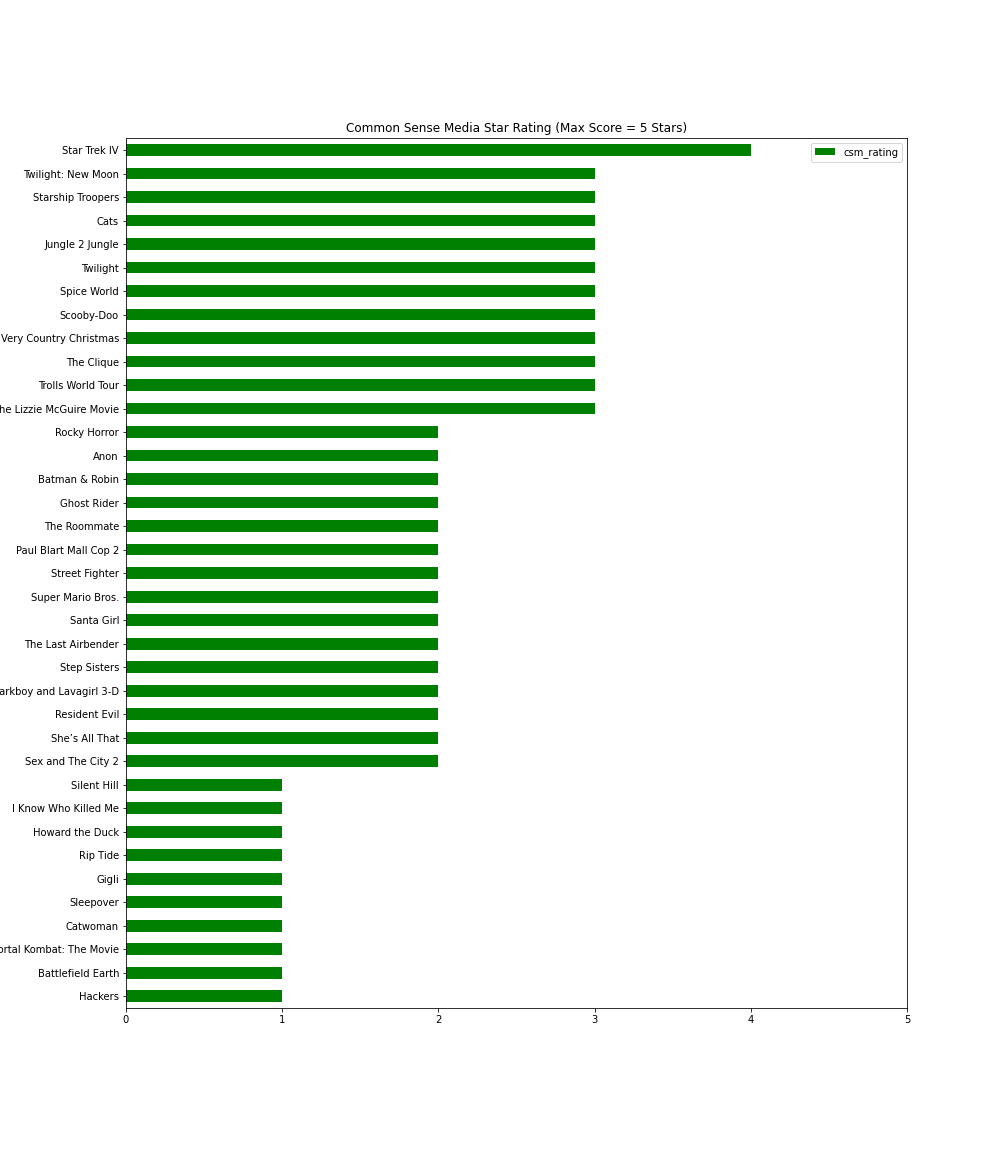 Common Sense Media Star Rating (Max Score = 5 Stars)
csm_rating
Star Trek IV
Twilight: New Moon
Starship Troopers
Cats
Jungle 2 Jungle
Twilight
Spice World
Scooby-Doo
Very Country Christmas
The Clique
Trolls World Tour
he Lizzie McGuire Movie
Rocky Horror
Anon
Batman & Robin
Ghost Rider
The Roommate
Paul Blart Mall Cop 2
Street Fighter
Super Mario Bros.
Santa Girl
The Last Airbender
Step Sisters
arkboy and Lavagirl 3-D
Resident Evil
She’s All That
Sex and The City 2
Silent Hill
I Know Who Killed Me
Howard the Duck
Rip Tide
Gigli
Sleepover
Catwoman
ortal Kombat: The Movie
Battlefield Earth
Hackers
0 1 2 3 4 5